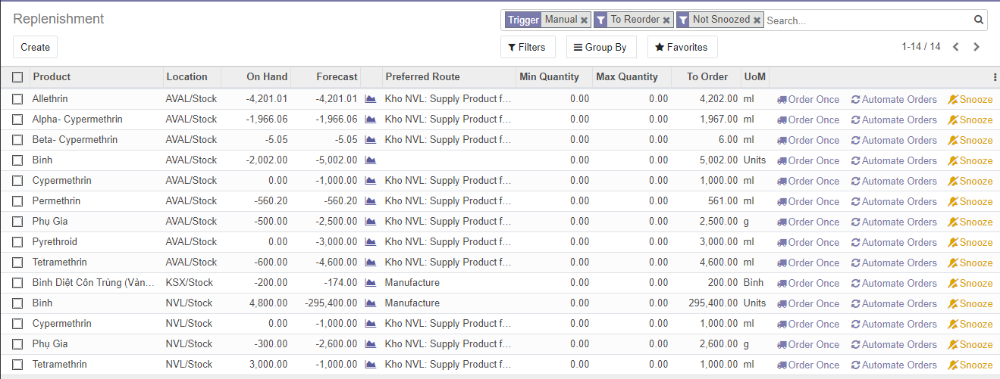 Replenishment
Trigger Manual To Reorder Not Snoozed Search...
Create Filters Group By Favorites 1-14 / 14
Product Location On Hand Forecast Preferred Route Min Quantity Max Quantity To Order UoM
Allethrin AVAL/Stock -4,201.01 -4,201.01 Kho NVL: Supply Product f... 0.00 0.00 4,202.00 ml Order Once Automate Orders Snooze
Alpha- Cypermethrin AVAL/Stock -1,966.06 -1,966.06 Kho NVL: Supply Product f... 0.00 0.00 1,967.00 ml Order Once Automate Orders Snooze
Beta- Cypermethrin AVAL/Stock -5.05 -5.05 Kho NVL: Supply Product f... 0.00 0.00 6.00 ml Order Once Automate Orders Snooze
Bình AVAL/Stock -2,002.00 -5,002.00 0.00 0.00 5,002.00 Units Order Once Automate Orders Snooze
Cypermethrin AVAL/Stock 0.00 -1,000.00 Kho NVL: Supply Product f... 0.00 0.00 1,000.00 ml Order Once Automate Orders Snooze
Permethrin AVAL/Stock -560.20 -560.20 Kho NVL: Supply Product f... 0.00 0.00 561.00 ml Order Once Automate Orders Snooze
Phụ Gia AVAL/Stock -500.00 -2,500.00 Kho NVL: Supply Product f... 0.00 0.00 2,500.00 g Order Once Automate Orders Snooze
Pyrethroid AVAL/Stock 0.00 -3,000.00 Kho NVL: Supply Product f... 0.00 0.00 3,000.00 ml Order Once Automate Orders Snooze
Tetramethrin AVAL/Stock -600.00 -4,600.00 Kho NVL: Supply Product f... 0.00 0.00 4,600.00 ml Order Once Automate Orders Snooze
Bình Diệt Côn Trùng (Vàn... KSX/Stock -200.00 -174.00 Manufacture 0.00 0.00 200.00 Bình Order Once Automate Orders Snooze
Bình NVL/Stock 4,800.00 -295,400.00 Manufacture 0.00 0.00 295,400.00 Units Order Once Automate Orders Snooze
Cypermethrin NVL/Stock 0.00 -1,000.00 Kho NVL: Supply Product f... 0.00 0.00 1,000.00 ml Order Once Automate Orders Snooze
Phụ Gia NVL/Stock -300.00 -2,600.00 Kho NVL: Supply Product f... 0.00 0.00 2,600.00 g Order Once Automate Orders Snooze
Tetramethrin NVL/Stock 3,000.00 -1,000.00 Kho NVL: Supply Product f... 0.00 0.00 1,000.00 ml Order Once Automate Orders Snooze